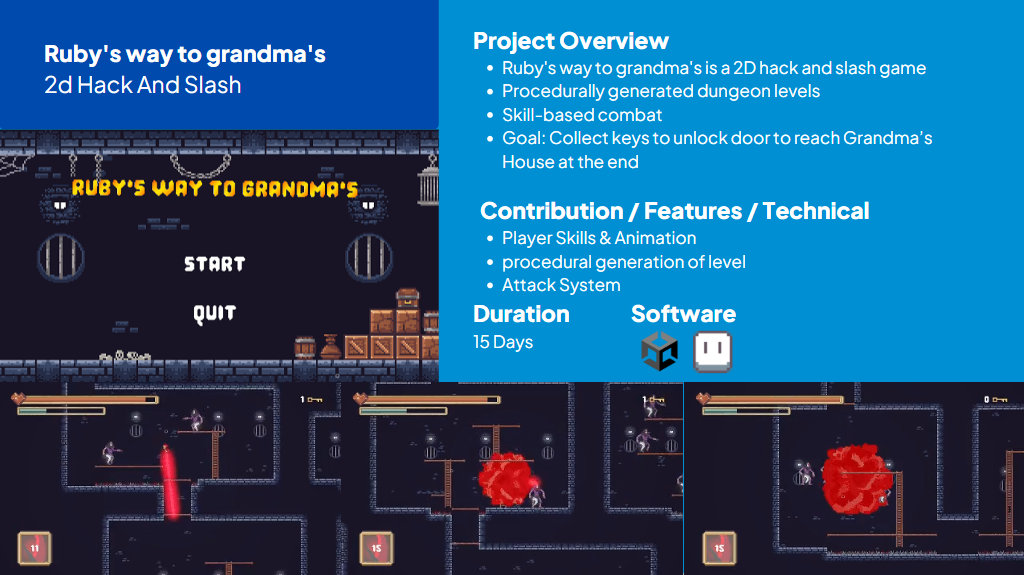 Ruby's way to grandma's
2d Hack And Slash
Project Overview
• Ruby's way to grandma's is a 2D hack and slash game
• Procedurally generated dungeon levels
• Skill-based combat
• Goal: Collect keys to unlock door to reach Grandma's
House at the end
RUBY'S WAY TO GRANDMA'S
START
QUIT
Contribution / Features / Technical
• Player Skills & Animation
• procedural generation of level
• Attack System
Duration
Software
15 Days
1
1
0
11
15
15